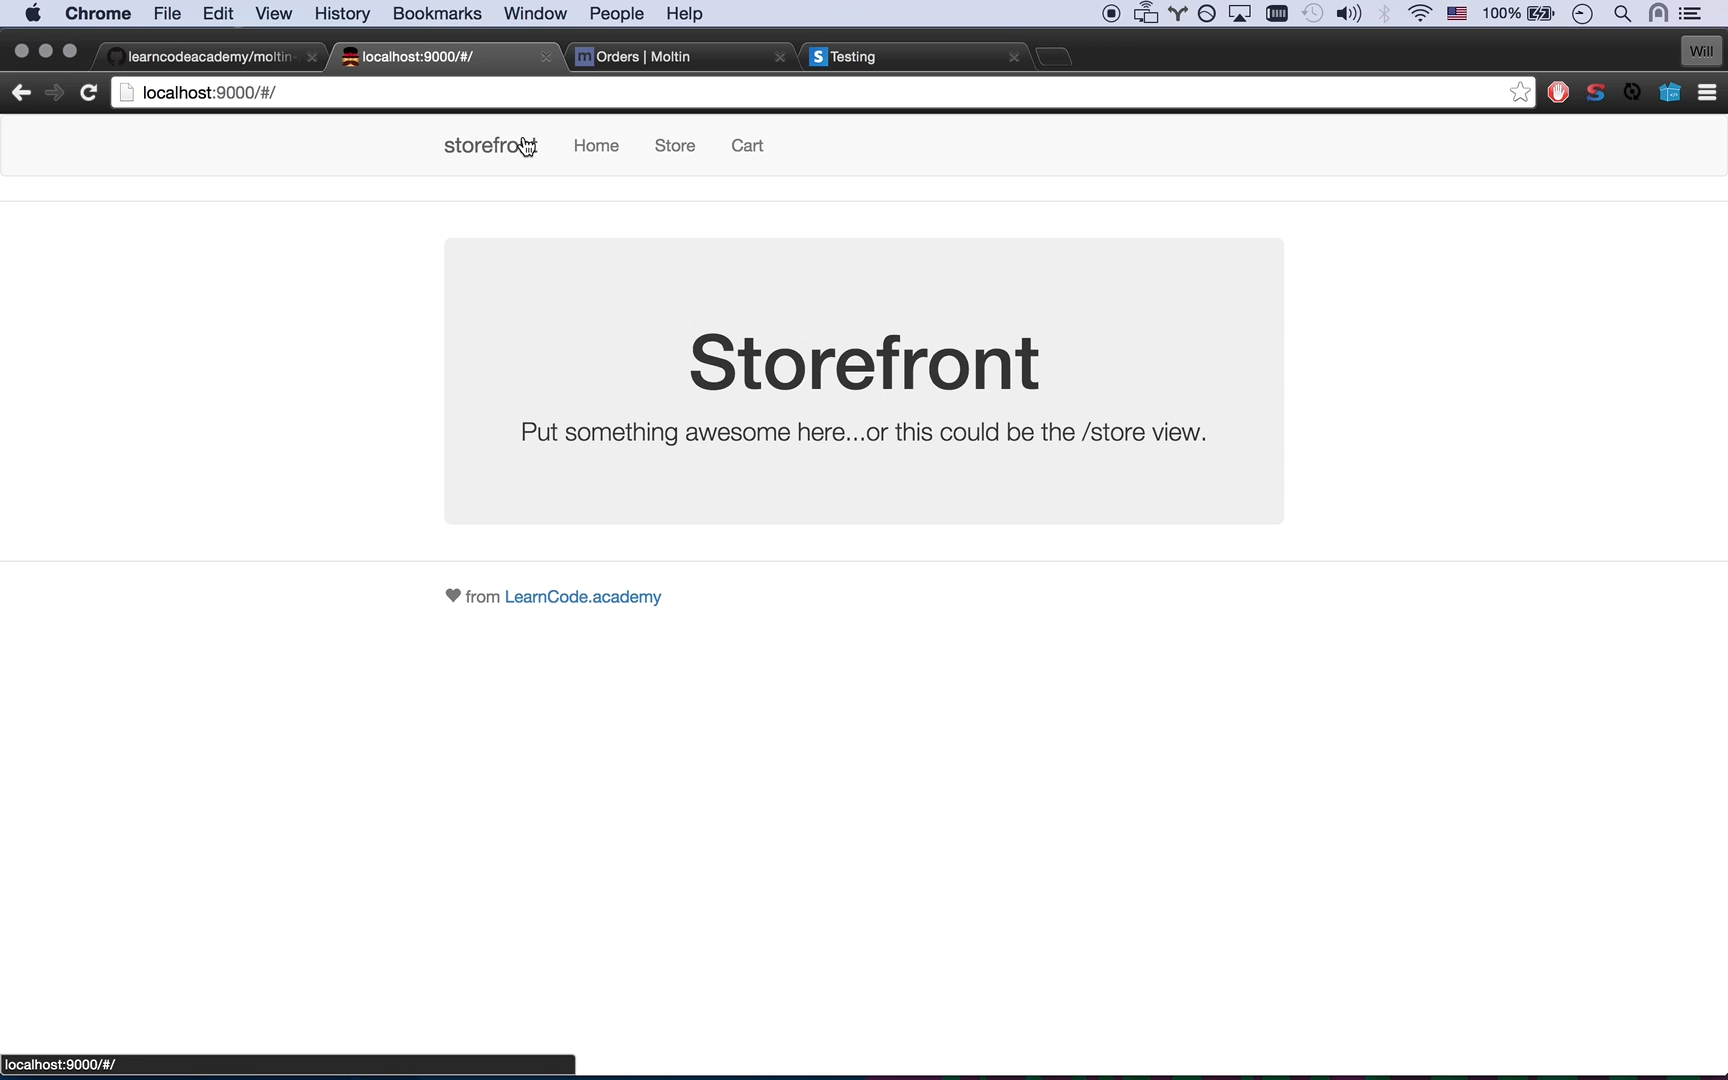 Chrome File Edit View History Bookmarks Window People Help 100%
learncodeacademy/moltin- localhost:9000/#/ m Orders | Moltin S Testing Will
localhost:9000/#/
storefront Home Store Cart
Storefront
Put something awesome here...or this could be the /store view.
♥ from LearnCode.academy
localhost:9000/#/